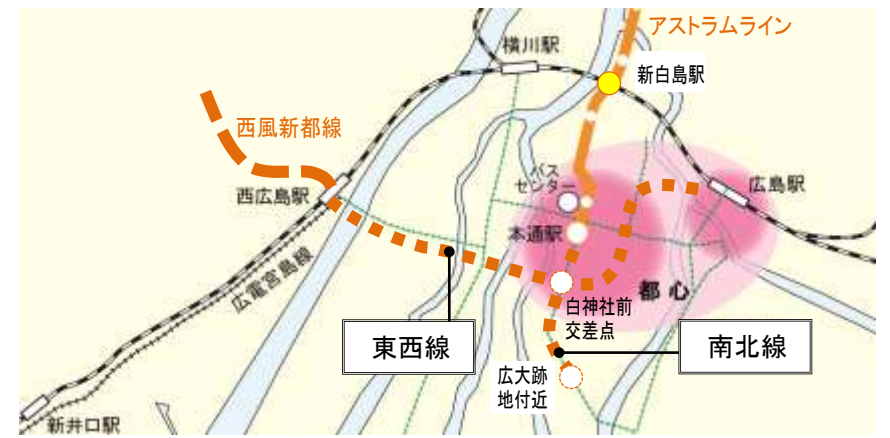 アストラムライン
横川駅
新白島駅
西風新都線
バス
センター
広島駅
西広島駅
本通駅
広電宮島線
都心
白神社前
交差点
東西線
南北線
広大跡
地付近
新井口駅